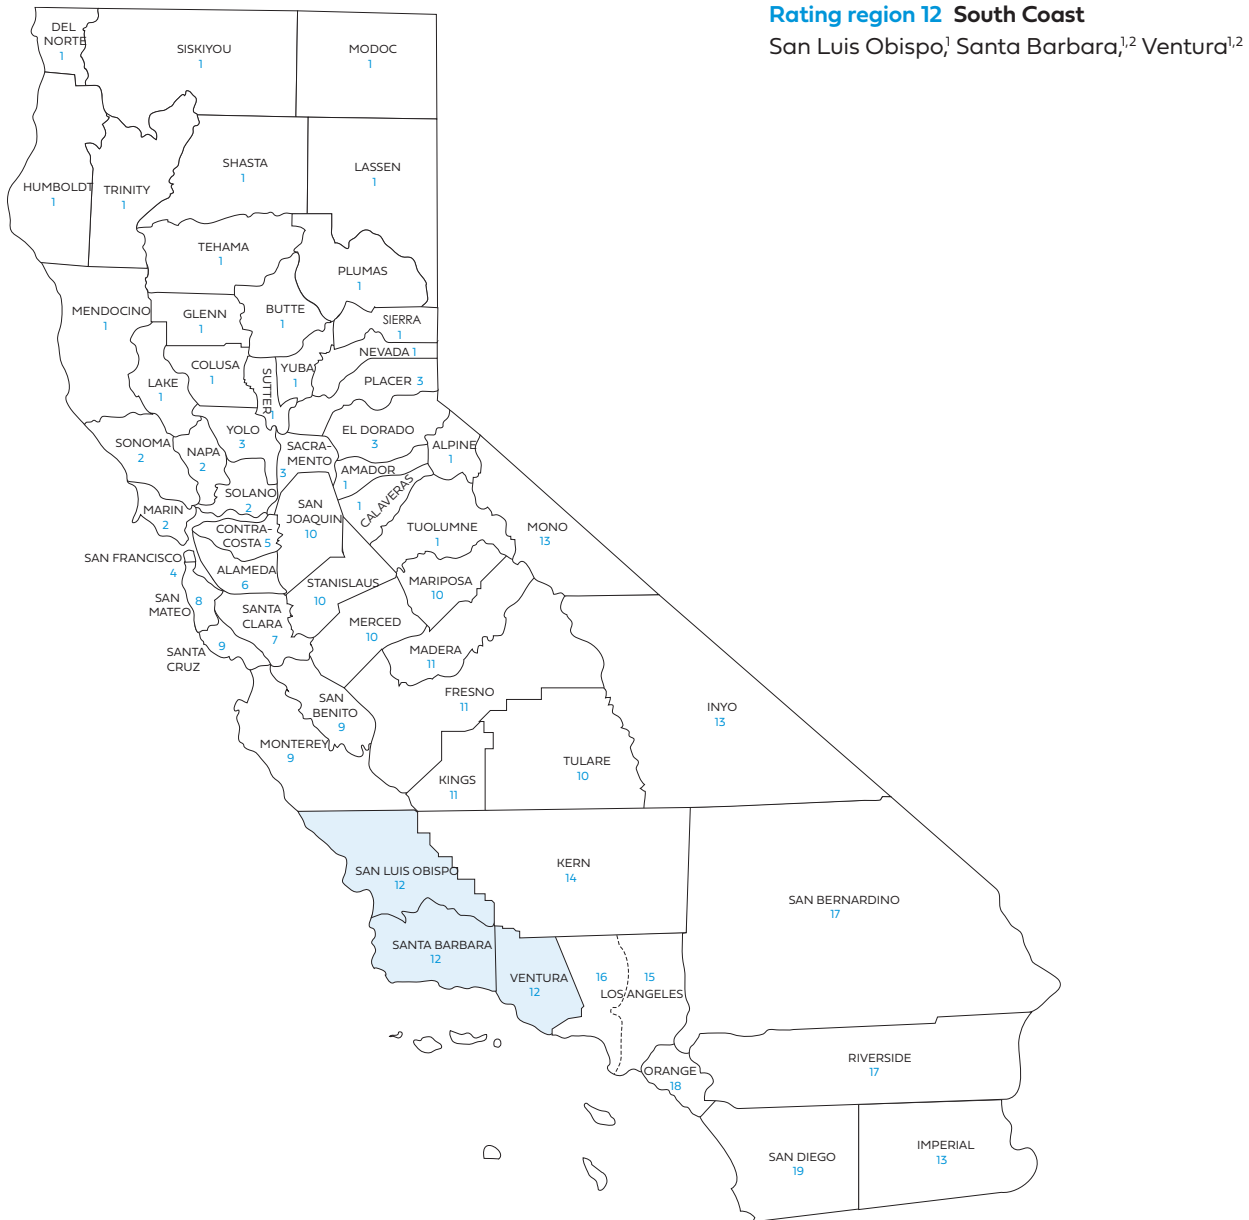 Rating region 12 South Coast
San Luis Obispo,1 Santa Barbara,1,2 Ventura1,2
DEL
NORTE
1
SISKIYOU
1
MODOC
1
SHASTA
1
LASSEN
1
HUMBOLDT
1
TRINITY
1
TEHAMA
1
PLUMAS
1
MENDOCINO
1
GLENN
1
BUTTE
1
SIERRA
1
NEVADA 1
COLUSA
1
SUTTER
1
YUBA
1
PLACER 3
LAKE
1
SONOMA
2
NAPA
2
YOLO
3
SACRA-
MENTO
3
EL DORADO
3
ALPINE
1
AMADOR
1
CALAVERAS
1
SOLANO
2
MARIN
2
SAN
JOAQUIN
10
CONTRA-
COSTA 5
TUOLUMNE
1
MONO
13
SAN FRANCISCO
4
ALAMEDA
6
STANISLAUS
10
MARIPOSA
10
SAN
MATEO
8
SANTA
CLARA
7
MERCED
10
SANTA
CRUZ
9
MADERA
11
FRESNO
11
SAN
BENITO
9
INYO
13
MONTEREY
9
KINGS
11
TULARE
10
SAN LUIS OBISPO
12
KERN
14
SAN BERNARDINO
17
SANTA BARBARA
12
VENTURA
12
16
15
LOS ANGELES
ORANGE
18
RIVERSIDE
17
SAN DIEGO
19
IMPERIAL
13